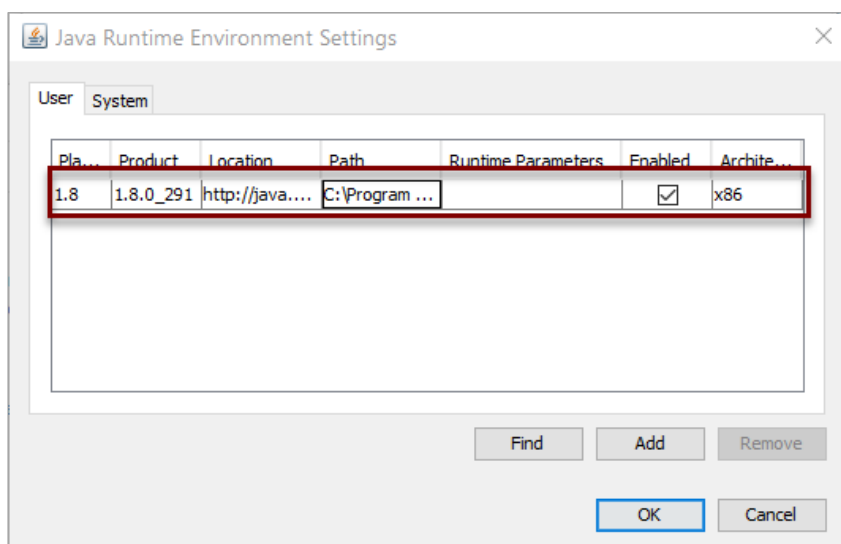 Java Runtime Environment Settings
User System
Pla... Product Location Path Runtime Parameters Enabled Archite...
1.8 1.8.0_291 http://java.... C:\Program ... x86
Find Add Remove
OK Cancel